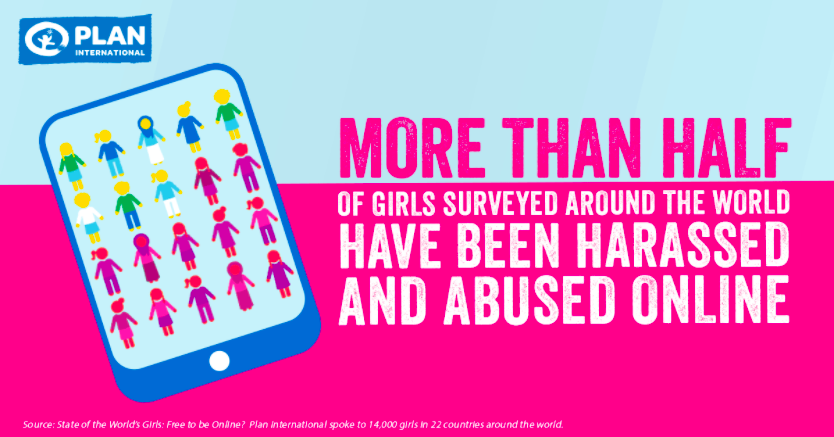 PLAN
INTERNATIONAL
MORE THAN HALF
OF GIRLS SURVEYED AROUND THE WORLD
HAVE BEEN HARASSED
AND ABUSED ONLINE
Source: State of the World's Girls: Free to be Online? Plan international spoke to 14,000 girls in 22 countries around the world.